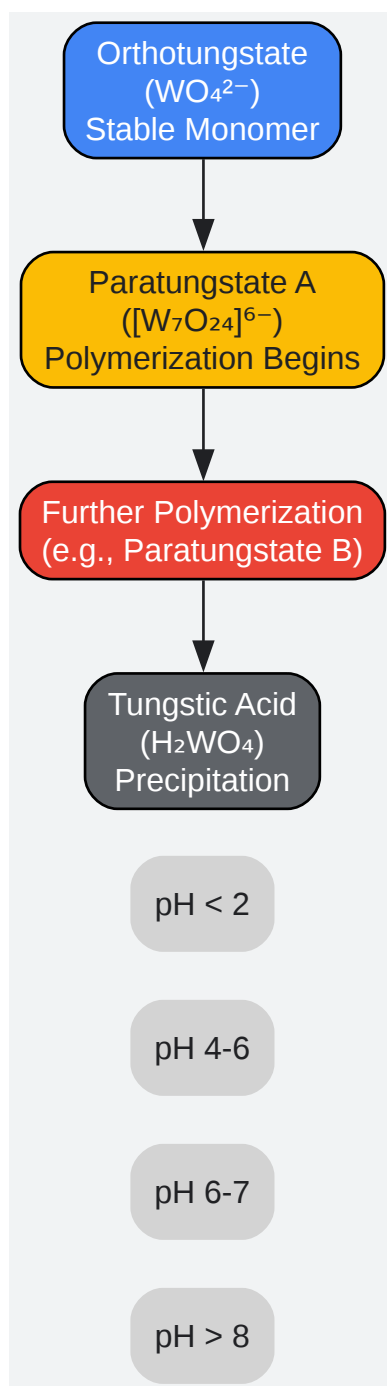 Orthotungstate
(WO₄²⁻)
Stable Monomer
Paratungstate A
([W₇O₂₄]⁶⁻)
Polymerization Begins
Further Polymerization
(e.g., Paratungstate B)
Tungstic Acid
(H₂WO₄)
Precipitation
pH < 2
pH 4-6
pH 6-7
pH > 8